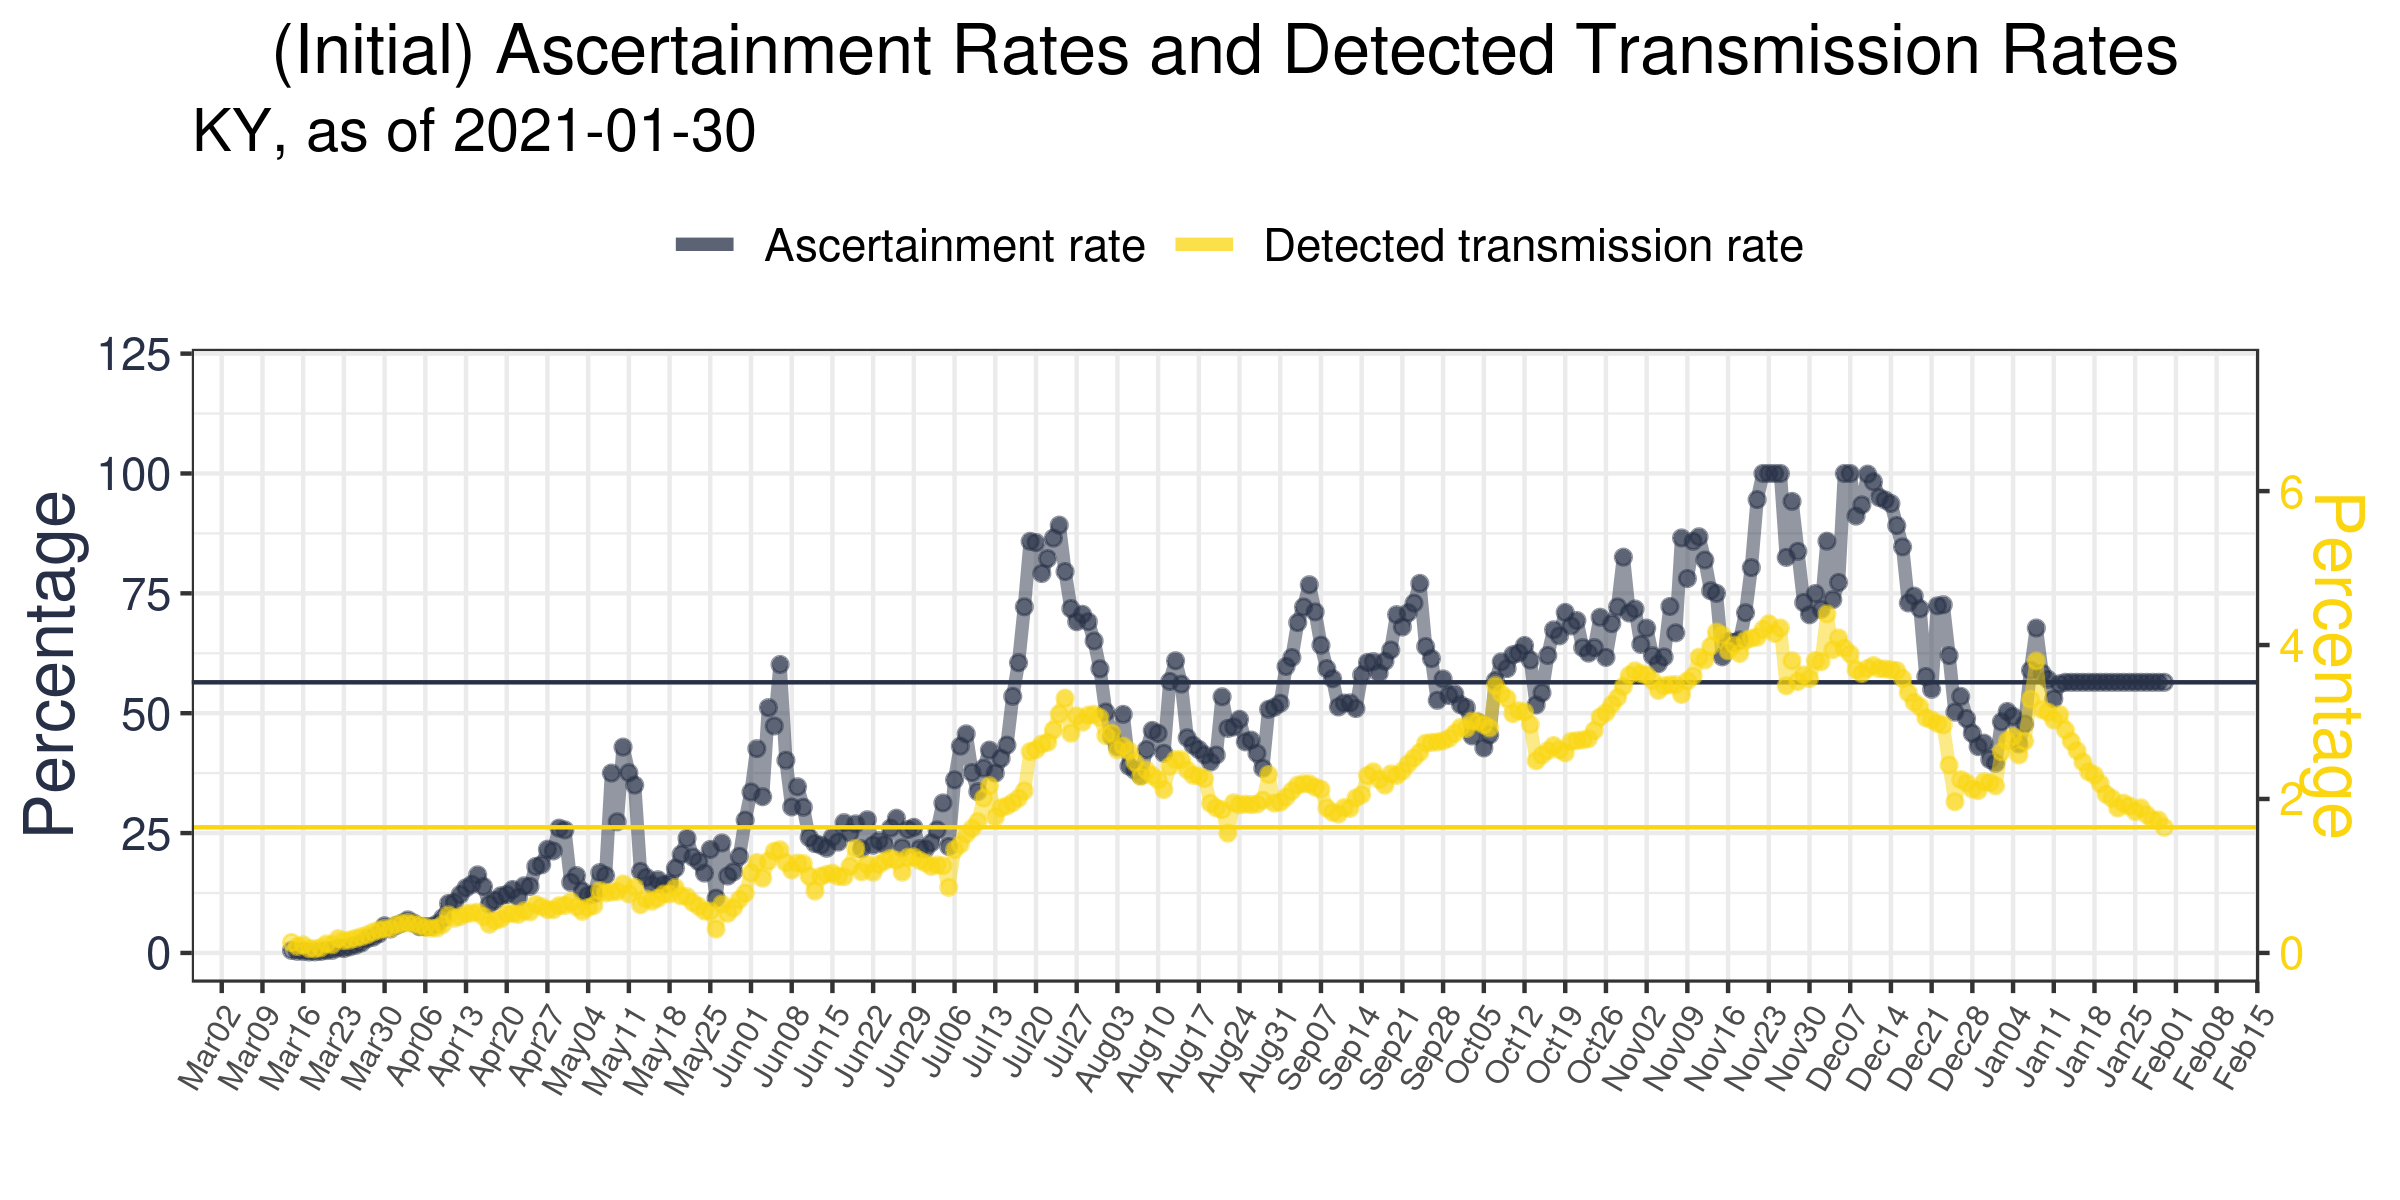 (Initial) Ascertainment Rates and Detected Transmission Rates
KY, as of 2021-01-30
Ascertainment rate
Detected transmission rate
Percentage
125
100
75
50
25
0
6
4
2
0
Percentage
Mar02
Mar09
Mar16
Mar23
Mar30
Apr06
Apr13
Apr20
Apr27
May04
May11
May18
May25
Jun01
Jun08
Jun15
Jun22
Jun29
Jul06
Jul13
Jul20
Jul27
Aug03
Aug10
Aug17
Aug24
Aug31
Sep07
Sep14
Sep21
Sep28
Oct05
Oct12
Oct19
Oct26
Nov02
Nov09
Nov16
Nov23
Nov30
Dec07
Dec14
Dec21
Dec28
Jan04
Jan11
Jan18
Jan25
Feb01
Feb08
Feb15